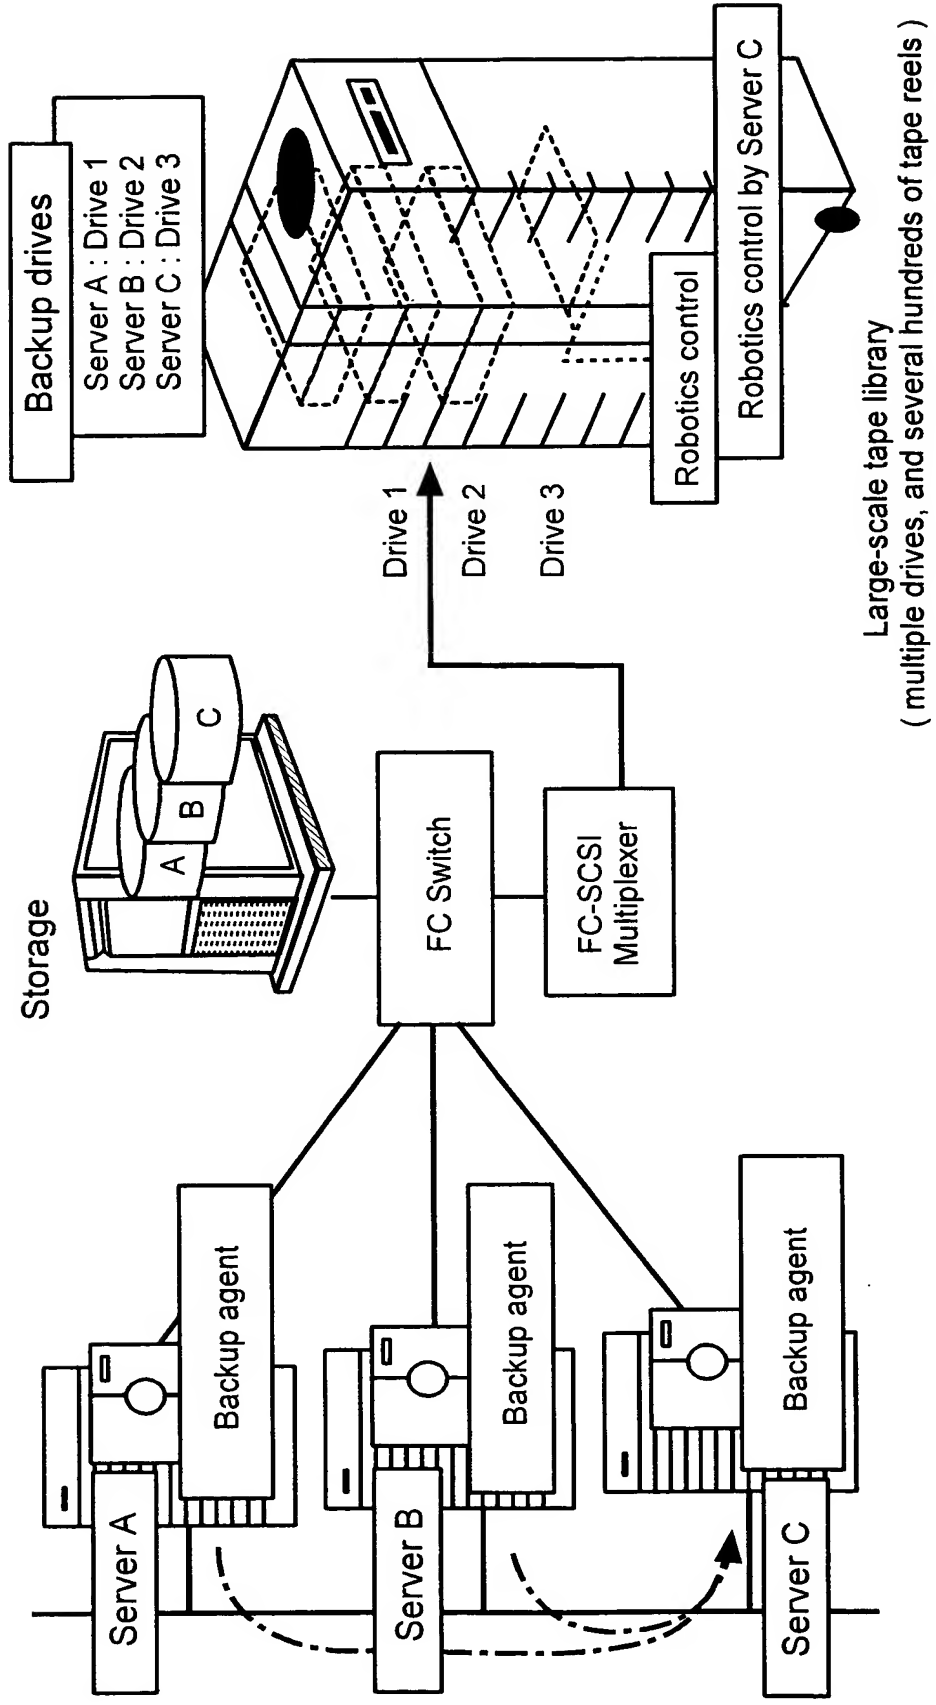 Server A
Backup agent
Server B
Backup agent
Server C
Backup agent
Storage
A
B
C
FC Switch
FC-SCSI
Multiplexer
Backup drives
Server A : Drive 1
Server B : Drive 2
Server C : Drive 3
Drive 1
Drive 2
Drive 3
Robotics control
Robotics control by Server C
Large-scale tape library
( multiple drives, and several hundreds of tape reels )